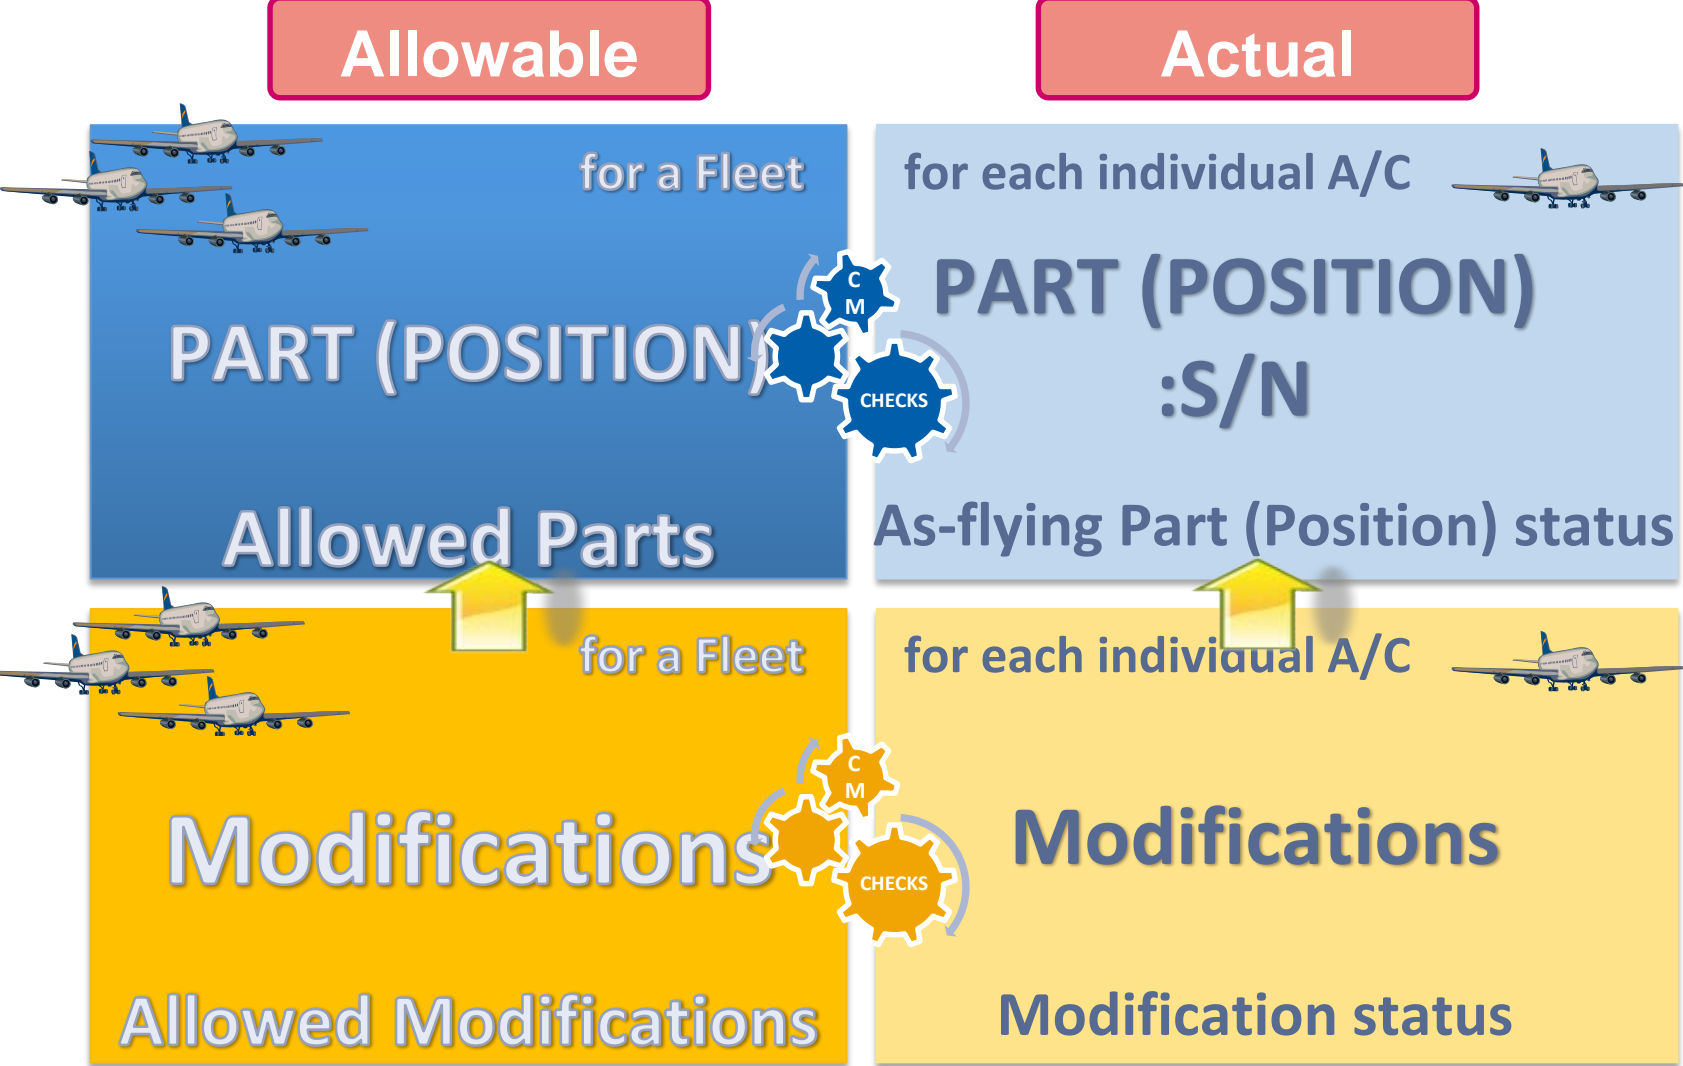 Allowable
Actual
for a Fleet
PART (POSITION)
Allowed Parts
C
M
CHECKS
for each individual A/C
PART (POSITION)
:S/N
As-flying Part (Position) status
for a Fleet
Modifications
Allowed Modifications
C
M
CHECKS
for each individual A/C
Modifications
Modification status